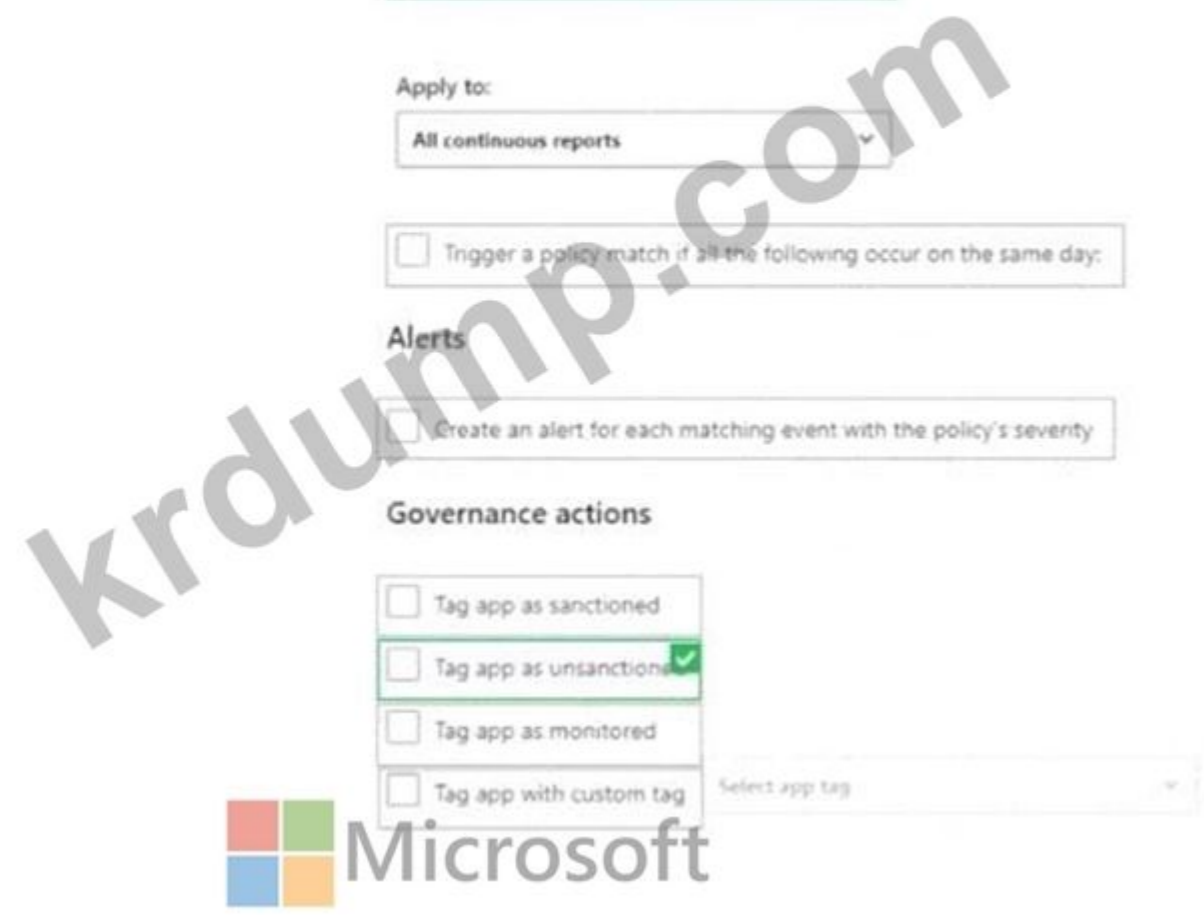 Apply to:
All continuous reports
Trigger a policy match if all the following occur on the same day:
Alerts
Create an alert for each matching event with the policy's severity
Governance actions
Tag app as sanctioned
Tag app as unsanctione
Tag app as monitored
Tag app with custom tag
Select app tag
krdump.com
Microsoft